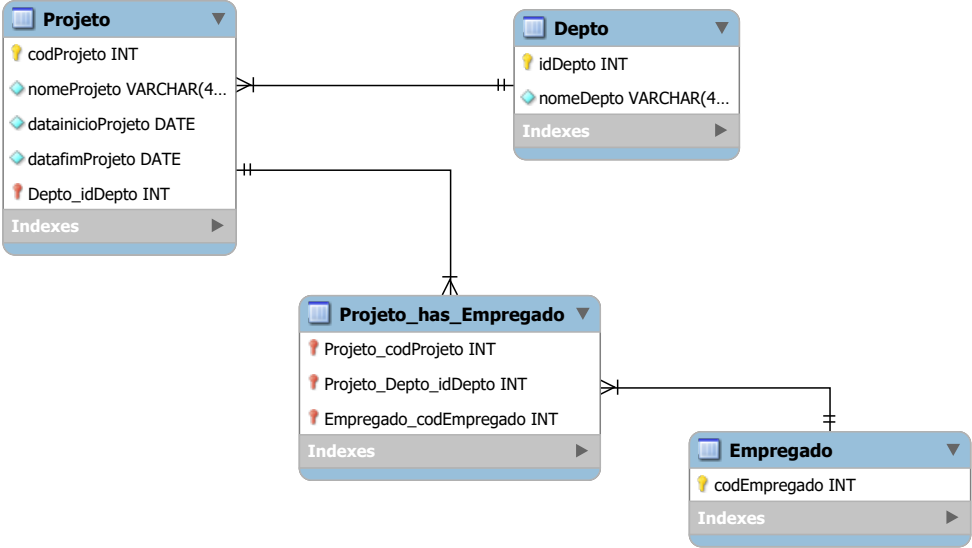 Projeto
codProjeto INT
nomeProjeto VARCHAR(4...
datainicioProjeto DATE
datafimProjeto DATE
Depto_idDepto INT
Indexes
Depto
idDepto INT
nomeDepto VARCHAR(4...
Indexes
Projeto_has_Empregado
Projeto_codProjeto INT
Projeto_Depto_idDepto INT
Empregado_codEmpregado INT
Indexes
Empregado
codEmpregado INT
Indexes